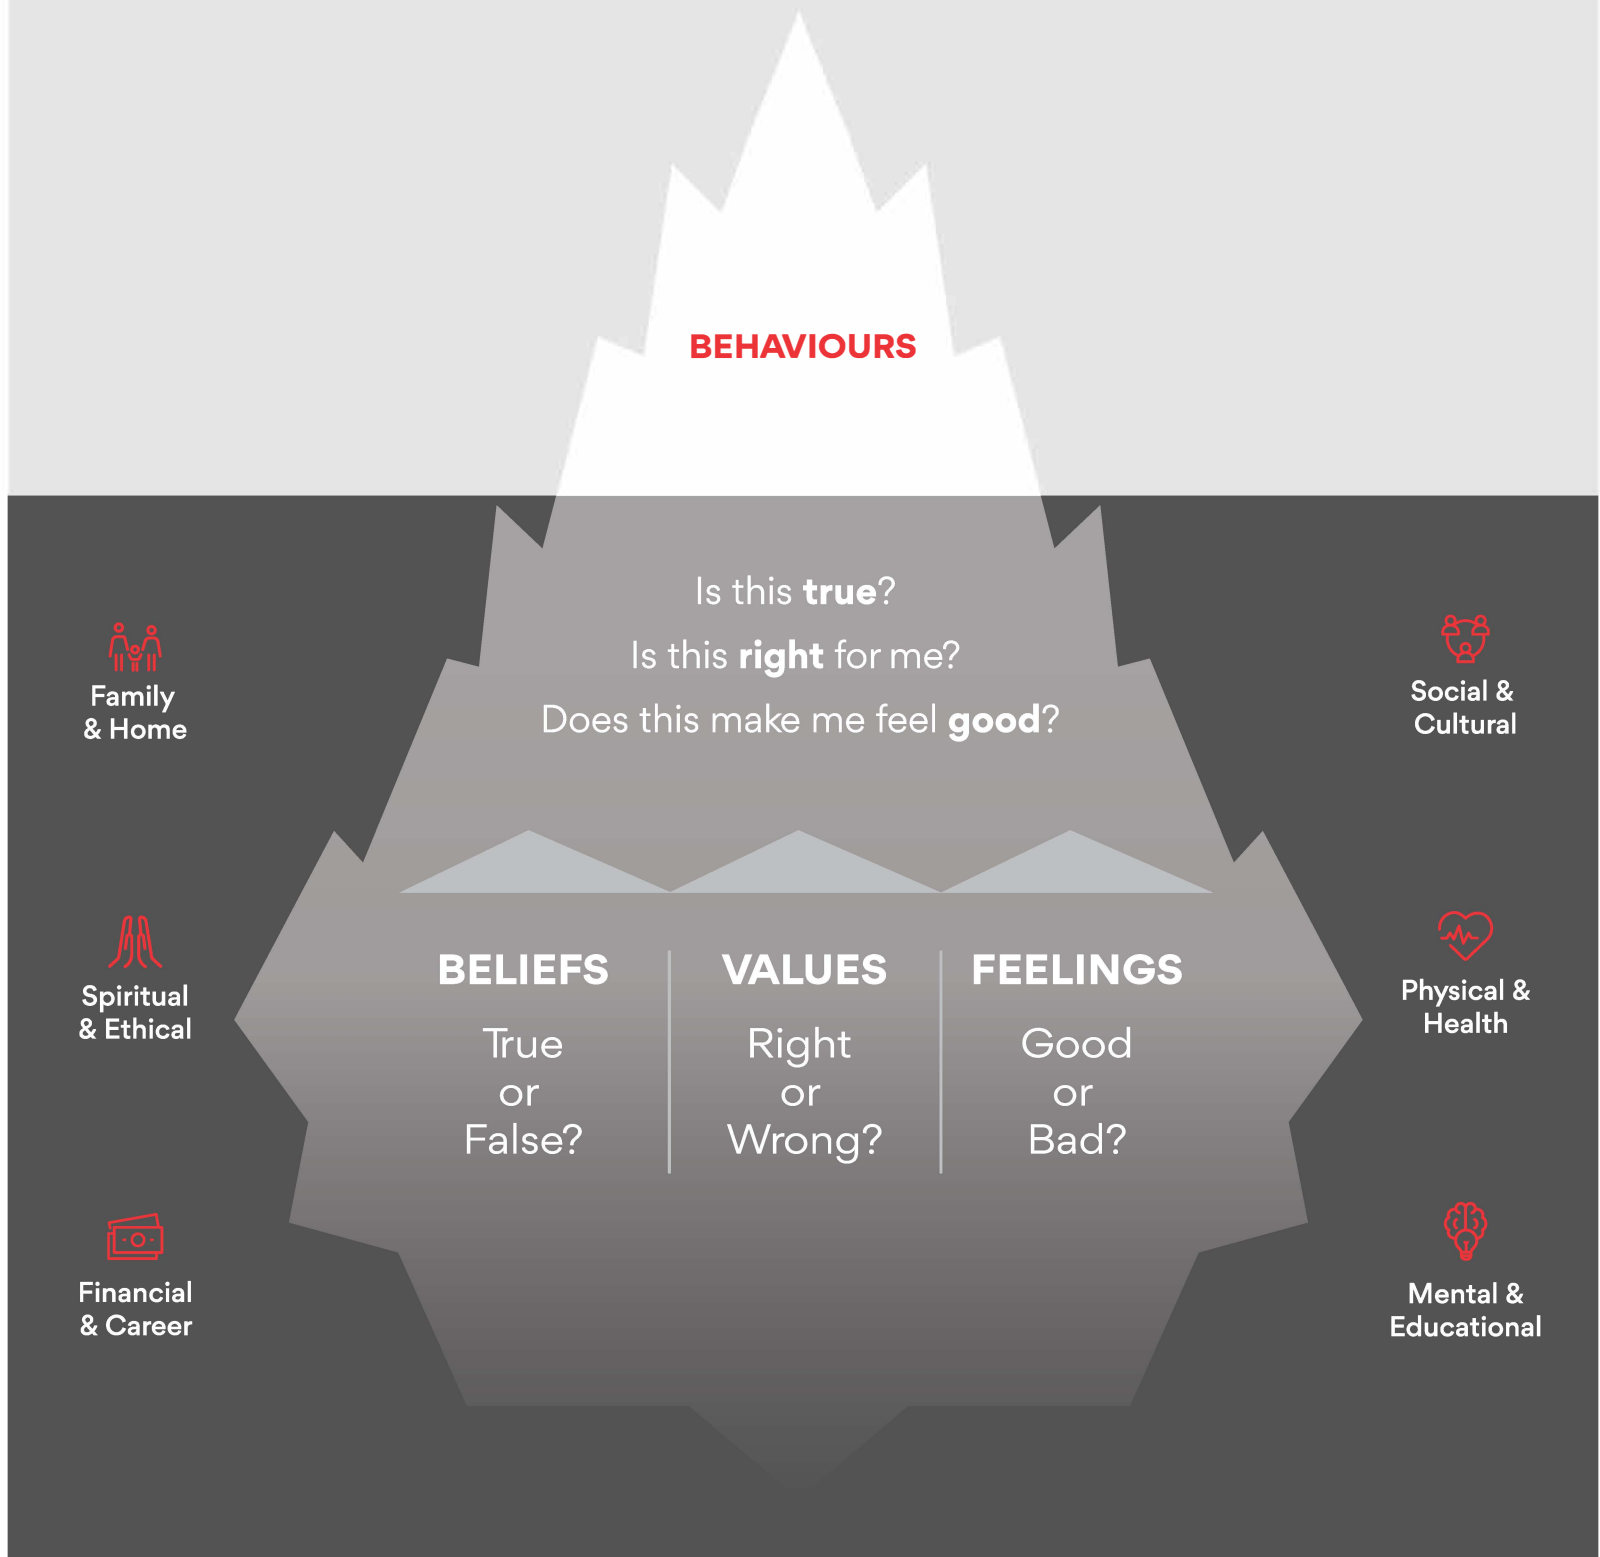 BEHAVIOURS
Is this true?
Is this right for me?
Does this make me feel good?
Family
& Home
Social &
Cultural
BELIEFS
True
or
False?
VALUES
Right
or
Wrong?
FEELINGS
Good
or
Bad?
Spiritual
& Ethical
Physical &
Health
Financial
& Career
Mental &
Educational